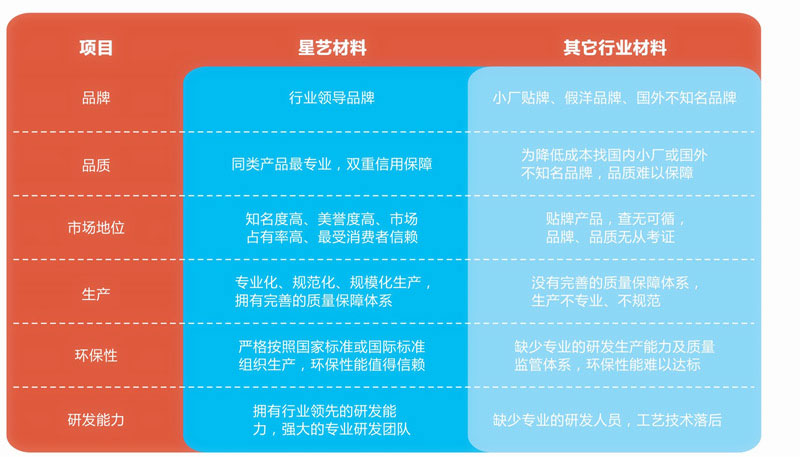 项目
星艺材料
其它行业材料
品牌
行业领导品牌
小厂贴牌、假洋品牌、国外不知名品牌
品质
同类产品最专业，双重信用保障
为降低成本找国内小厂或国外
不知名品牌，品质难以保障
市场地位
知名度高、美誉度高、市场
占有率高、最受消费者信赖
贴牌产品，查无可循，
品牌、品质无从考证
生产
专业化、规范化、规模化生产，
拥有完善的质量保障体系
没有完善的质量保障体系，
生产不专业、不规范
环保性
严格按照国家标准或国际标准
组织生产，环保性能值得信赖
缺少专业的研发生产能力及质量
监管体系，环保性能难以达标
研发能力
拥有行业领先的研发能
力，强大的专业研发团队
缺少专业的研发人员，工艺技术落后